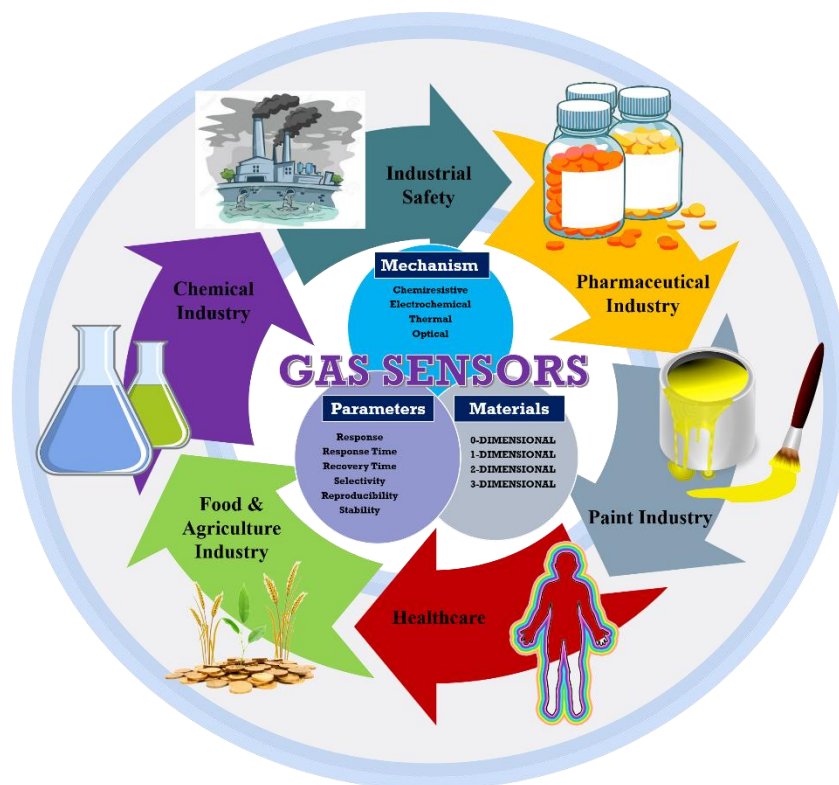 Industrial
Safety
Pharmaceutical
Industry
Paint Industry
Healthcare
Food &
Agriculture
Industry
Chemical
Industry
Mechanism
Chemiresistive
Electrochemical
Thermal
Optical
GAS SENSORS
Parameters
Response
Response Time
Recovery Time
Selectivity
Reproducibility
Stability
Materials
0-DIMENSIONAL
1-DIMENSIONAL
2-DIMENSIONAL
3-DIMENSIONAL